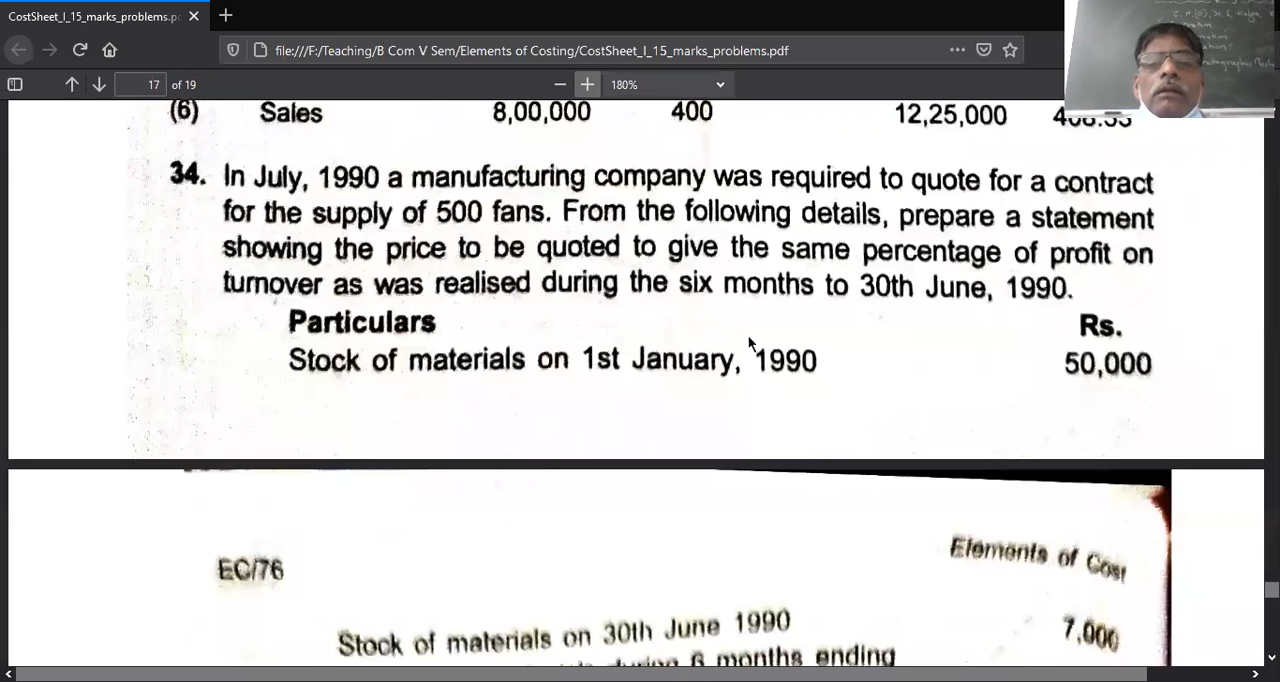 CostSheet_I_15_marks_problems.pd
file:///F:/Teaching/B Com V Sem/Elements of Costing/CostSheet_I_15_marks_problems.pdf
17 of 19
180%
(6) Sales 8,00,000 400 12,25,000
34. In July, 1990 a manufacturing company was required to quote for a contract
for the supply of 500 fans. From the following details, prepare a statement
showing the price to be quoted to give the same percentage of profit on
turnover as was realised during the six months to 30th June, 1990.
Particulars Rs.
Stock of materials on 1st January, 1990 50,000
EC/76 Elements of Cost
Stock of materials on 30th June 1990 7,000
during 6 months ending